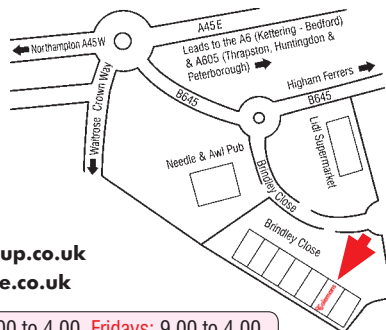 A45 E
Northampton A45 W
Leads to the A6 (Kettering - Bedford)
& A605 (Thrapston, Huntingdon &
Peterborough)
Higham Ferrers
B645
B645
Waitrose Crown Way
Needle & Awl Pub
Lidl Supermarket
Brindley Close
Brindley Close
up.co.uk
e.co.uk
00 to 4.00 Fridays: 9.00 to 4.00